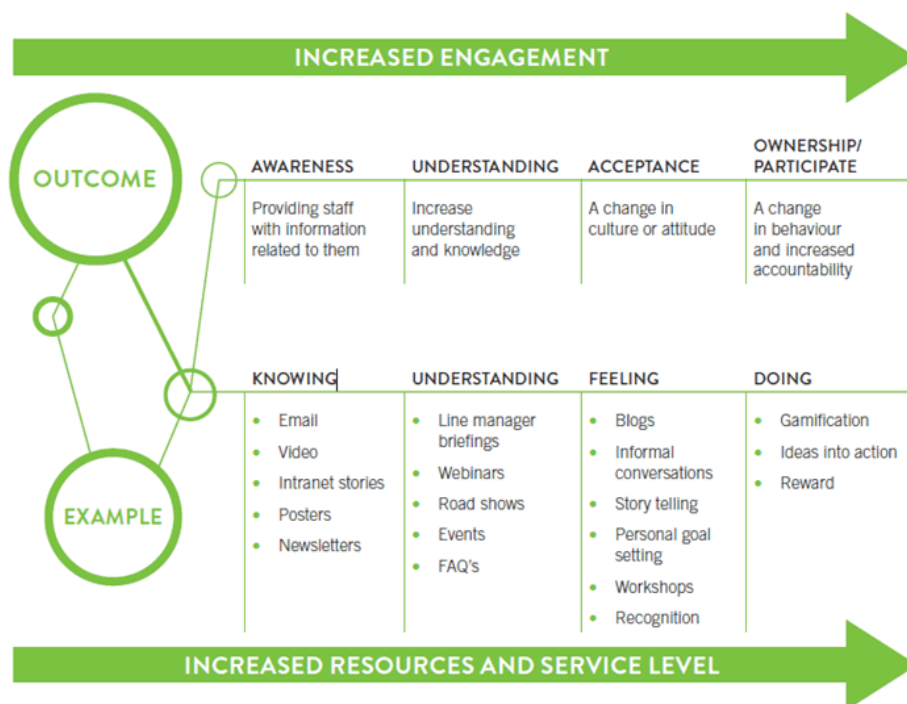 INCREASED ENGAGEMENT
OUTCOME
AWARENESS
Providing staff
with information
related to them
UNDERSTANDING
Increase
understanding
and knowledge
ACCEPTANCE
A change in
culture or attitude
OWNERSHIP/
PARTICIPATE
A change
in behaviour
and increased
accountability
EXAMPLE
KNOWING
• Email
• Video
• Intranet stories
• Posters
• Newsletters
UNDERSTANDING
• Line manager
briefings
• Webinars
• Road shows
• Events
• FAQ's
FEELING
• Blogs
• Informal
conversations
• Story telling
• Personal goal
setting
• Workshops
• Recognition
DOING
• Gamification
• Ideas into action
• Reward
INCREASED RESOURCES AND SERVICE LEVEL